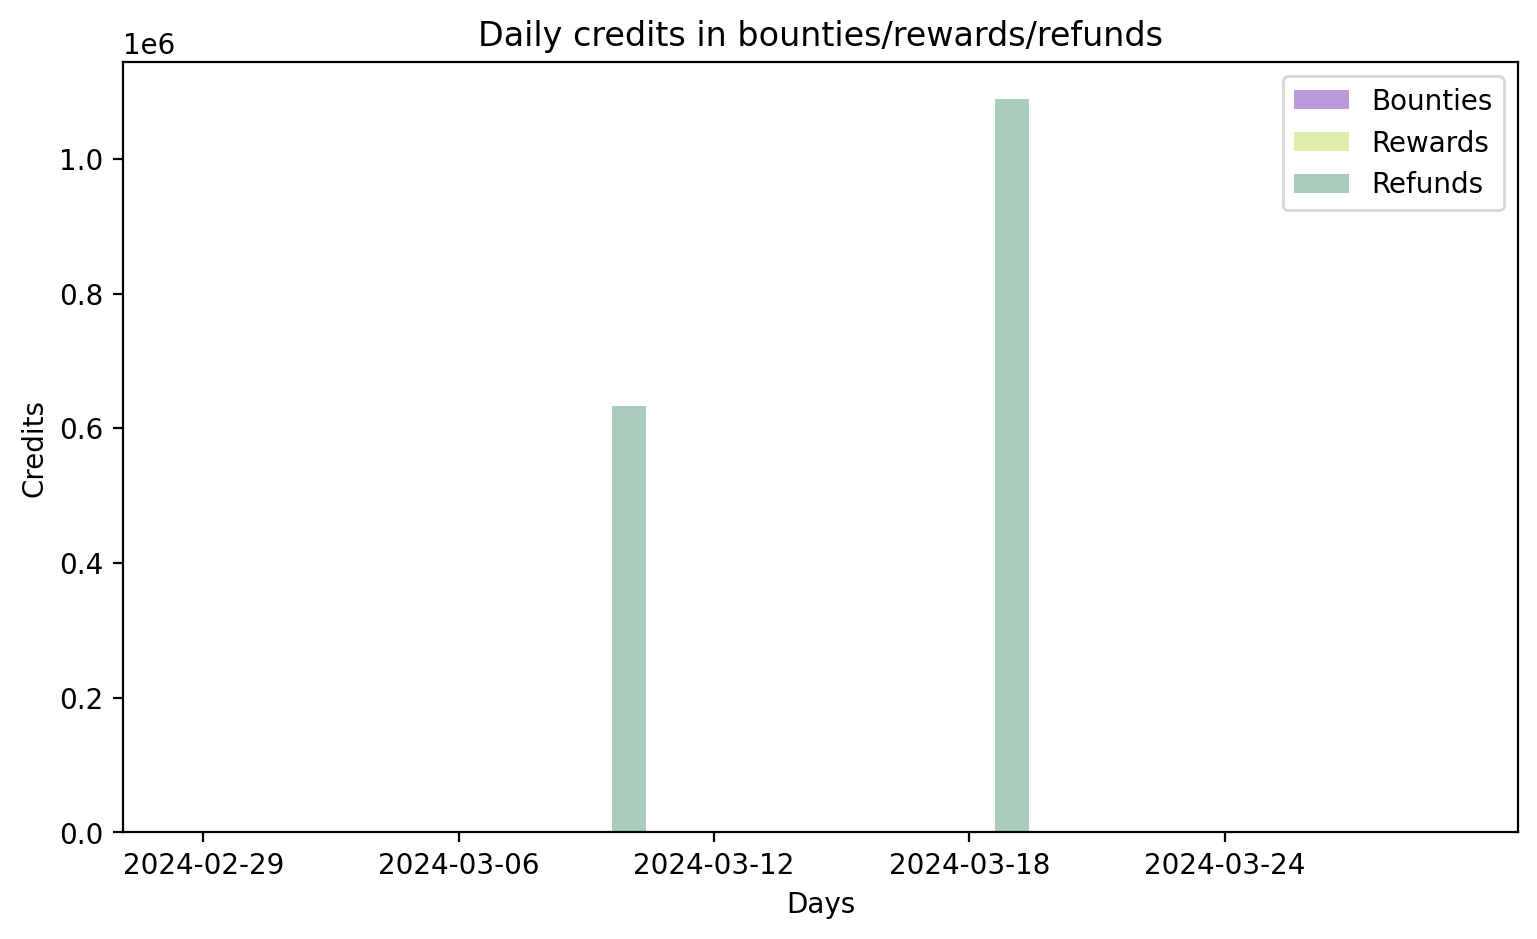 Daily credits in bounties/rewards/refunds
1e6
Bounties
Rewards
Refunds
1.0
0.8
0.6
0.4
0.2
0.0
Credits
2024-02-29 2024-03-06 2024-03-12 2024-03-18 2024-03-24
Days